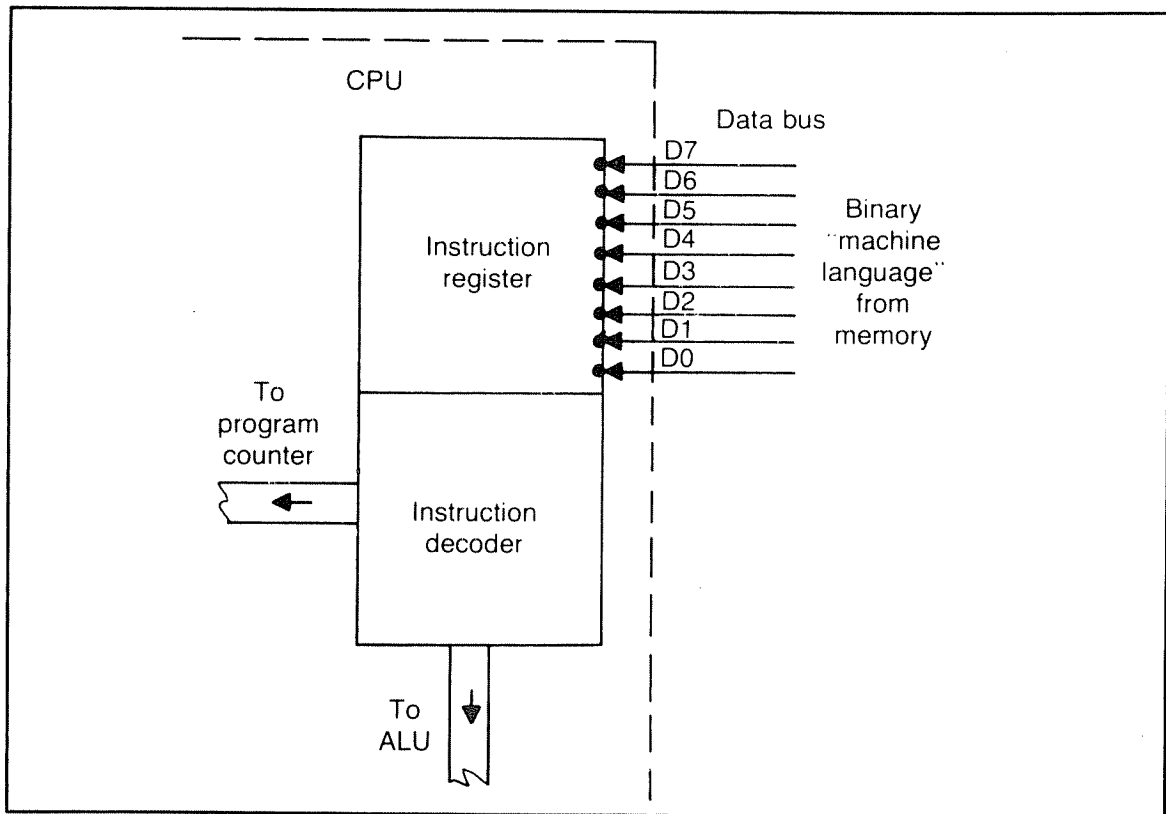 CPU
Data bus
D7
D6
D5
D4
D3
D2
D1
D0
Binary
"machine
language"
from
memory
Instruction
register
To
program
counter
Instruction
decoder
To
ALU